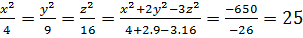 x²/4 = y²/9 = z²/16 = (x²+2y²−3z²)/(4+2.9−3.16) = −650/−26 = 25